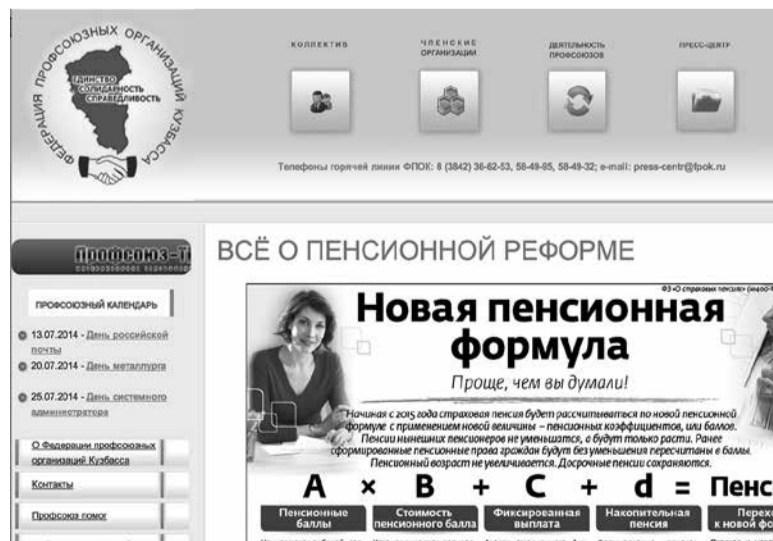 ФЕДЕРАЦИЯ ПРОФСОЮЗНЫХ ОРГАНИЗАЦИЙ КУЗБАССА
ЕДИНСТВО
СОЛИДАРНОСТЬ
СПРАВЕДЛИВОСТЬ
КОЛЛЕКТИВ
ЧЛЕНСКИЕ
ОРГАНИЗАЦИИ
ДЕЯТЕЛЬНОСТЬ
ПРОФСОЮЗОВ
ПРЕСС-ЦЕНТР
Телефоны горячей линии ФПОК: 8 (3842) 36-62-53, 58-49-95, 58-49-32; e-mail: press-centr@fpok.ru
Профсоюз-Т
ПРОФСОЮЗНЫЙ КАЛЕНДАРЬ
13.07.2014 - День российской
почты
20.07.2014 - День металлурга
25.07.2014 - День системного
администратора
О Федерации профсоюзных
организаций Кузбасса
Контакты
Профсоюз помог
ВСЁ О ПЕНСИОННОЙ РЕФОРМЕ
ФЗ «О страховых пенсиях»
Новая пенсионная
формула
Проще, чем вы думали!
Начиная с 2015 года страховая пенсия будет рассчитываться по новой пенсионной
формуле с применением новой величины – пенсионных коэффициентов, или баллов.
Пенсии нынешних пенсионеров не уменьшатся, а будут только расти. Ранее
сформированные пенсионные права граждан будут без уменьшения пересчитаны в баллы.
Пенсионный возраст не увеличивается. Досрочные пенсии сохраняются.
A × B + C + d = Пенс
Пенсионные
баллы
Стоимость
пенсионного балла
Фиксированная
выплата
Накопительная
пенсия
Перехо
к новой фо